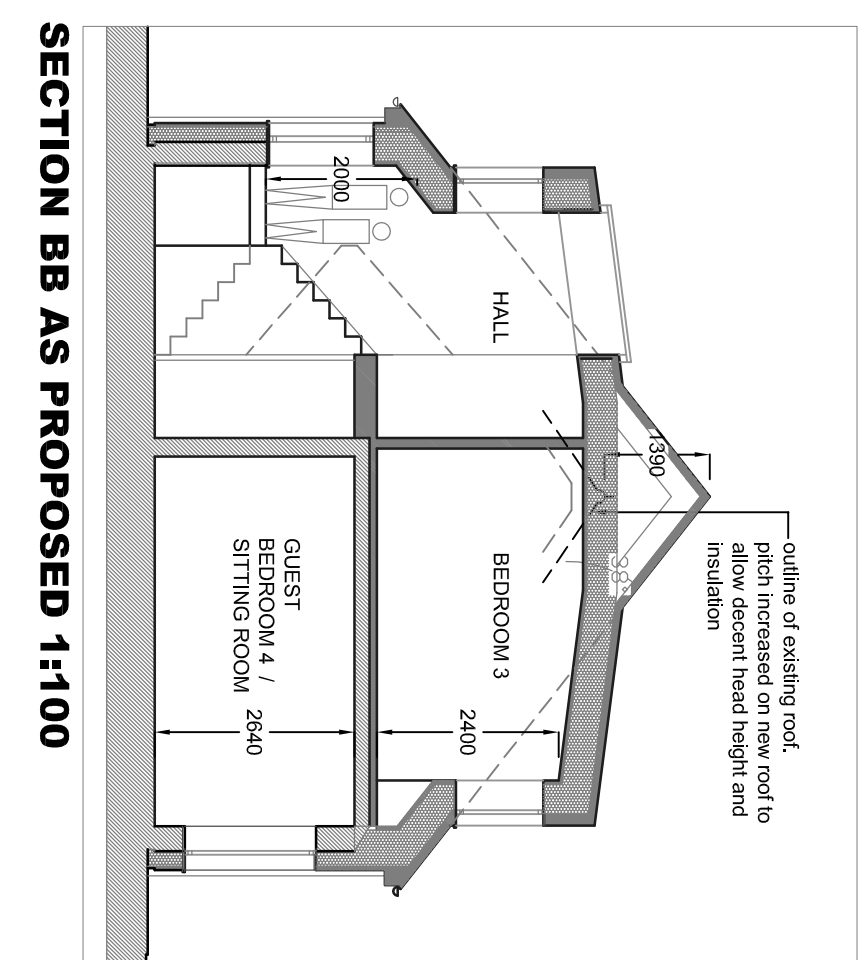 outline of existing roof.
pitch increased on new roof to
allow decent head height and
insulation
1390
HALL
BEDROOM 3
2400
2000
GUEST
BEDROOM 4 /
SITTING ROOM
2640
SECTION BB AS PROPOSED 1:100